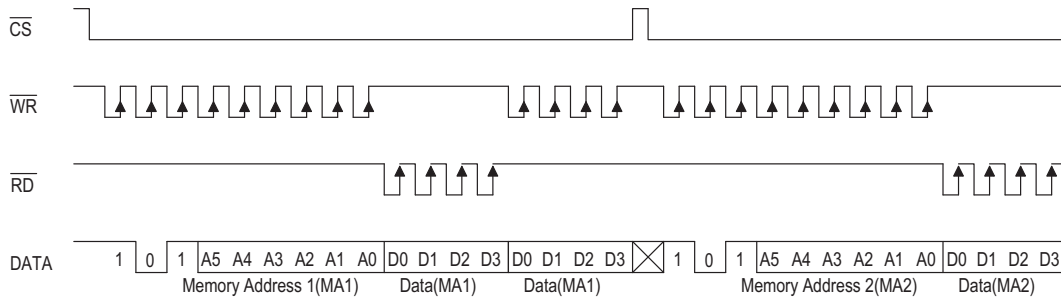 CS
WR
RD
DATA 1 0 1 A5 A4 A3 A2 A1 A0 D0 D1 D2 D3 D0 D1 D2 D3 1 0 1 A5 A4 A3 A2 A1 A0 D0 D1 D2 D3
Memory Address 1(MA1) Data(MA1) Data(MA1) Memory Address 2(MA2) Data(MA2)